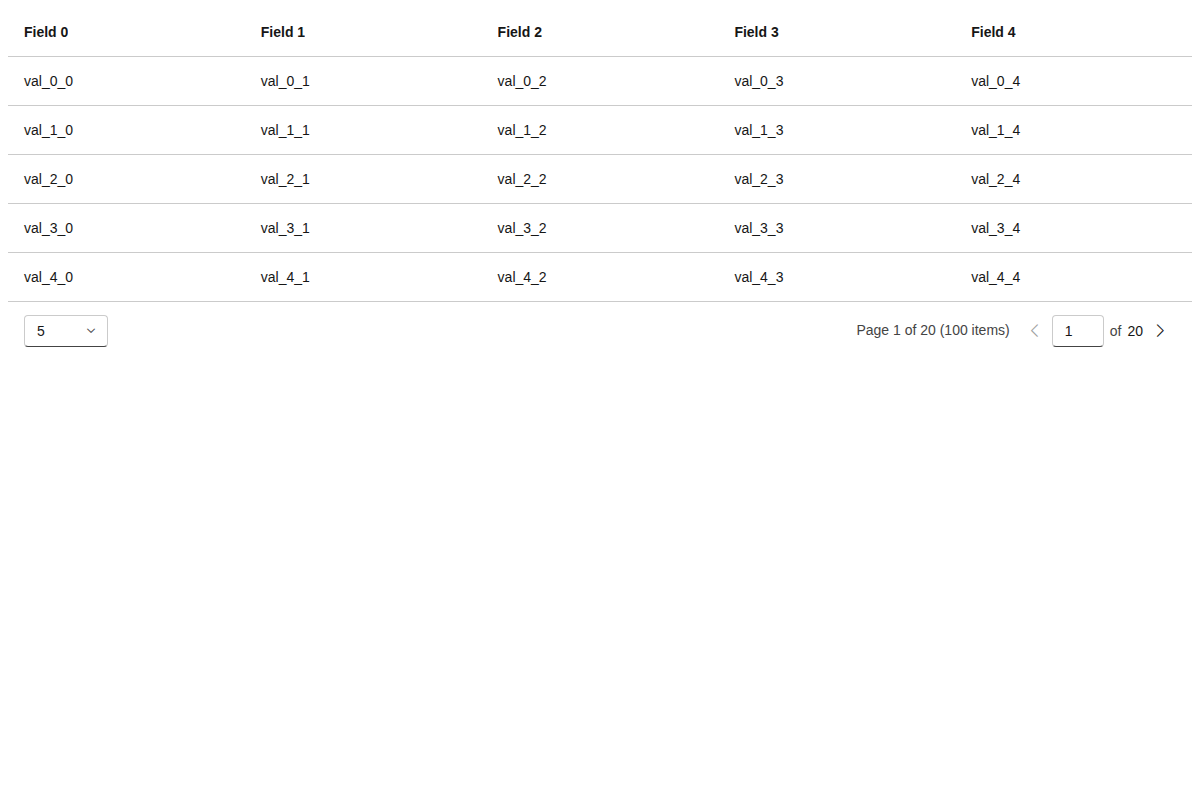 Field 0 Field 1 Field 2 Field 3 Field 4
val_0_0 val_0_1 val_0_2 val_0_3 val_0_4
val_1_0 val_1_1 val_1_2 val_1_3 val_1_4
val_2_0 val_2_1 val_2_2 val_2_3 val_2_4
val_3_0 val_3_1 val_3_2 val_3_3 val_3_4
val_4_0 val_4_1 val_4_2 val_4_3 val_4_4
5 Page 1 of 20 (100 items) 1 of 20